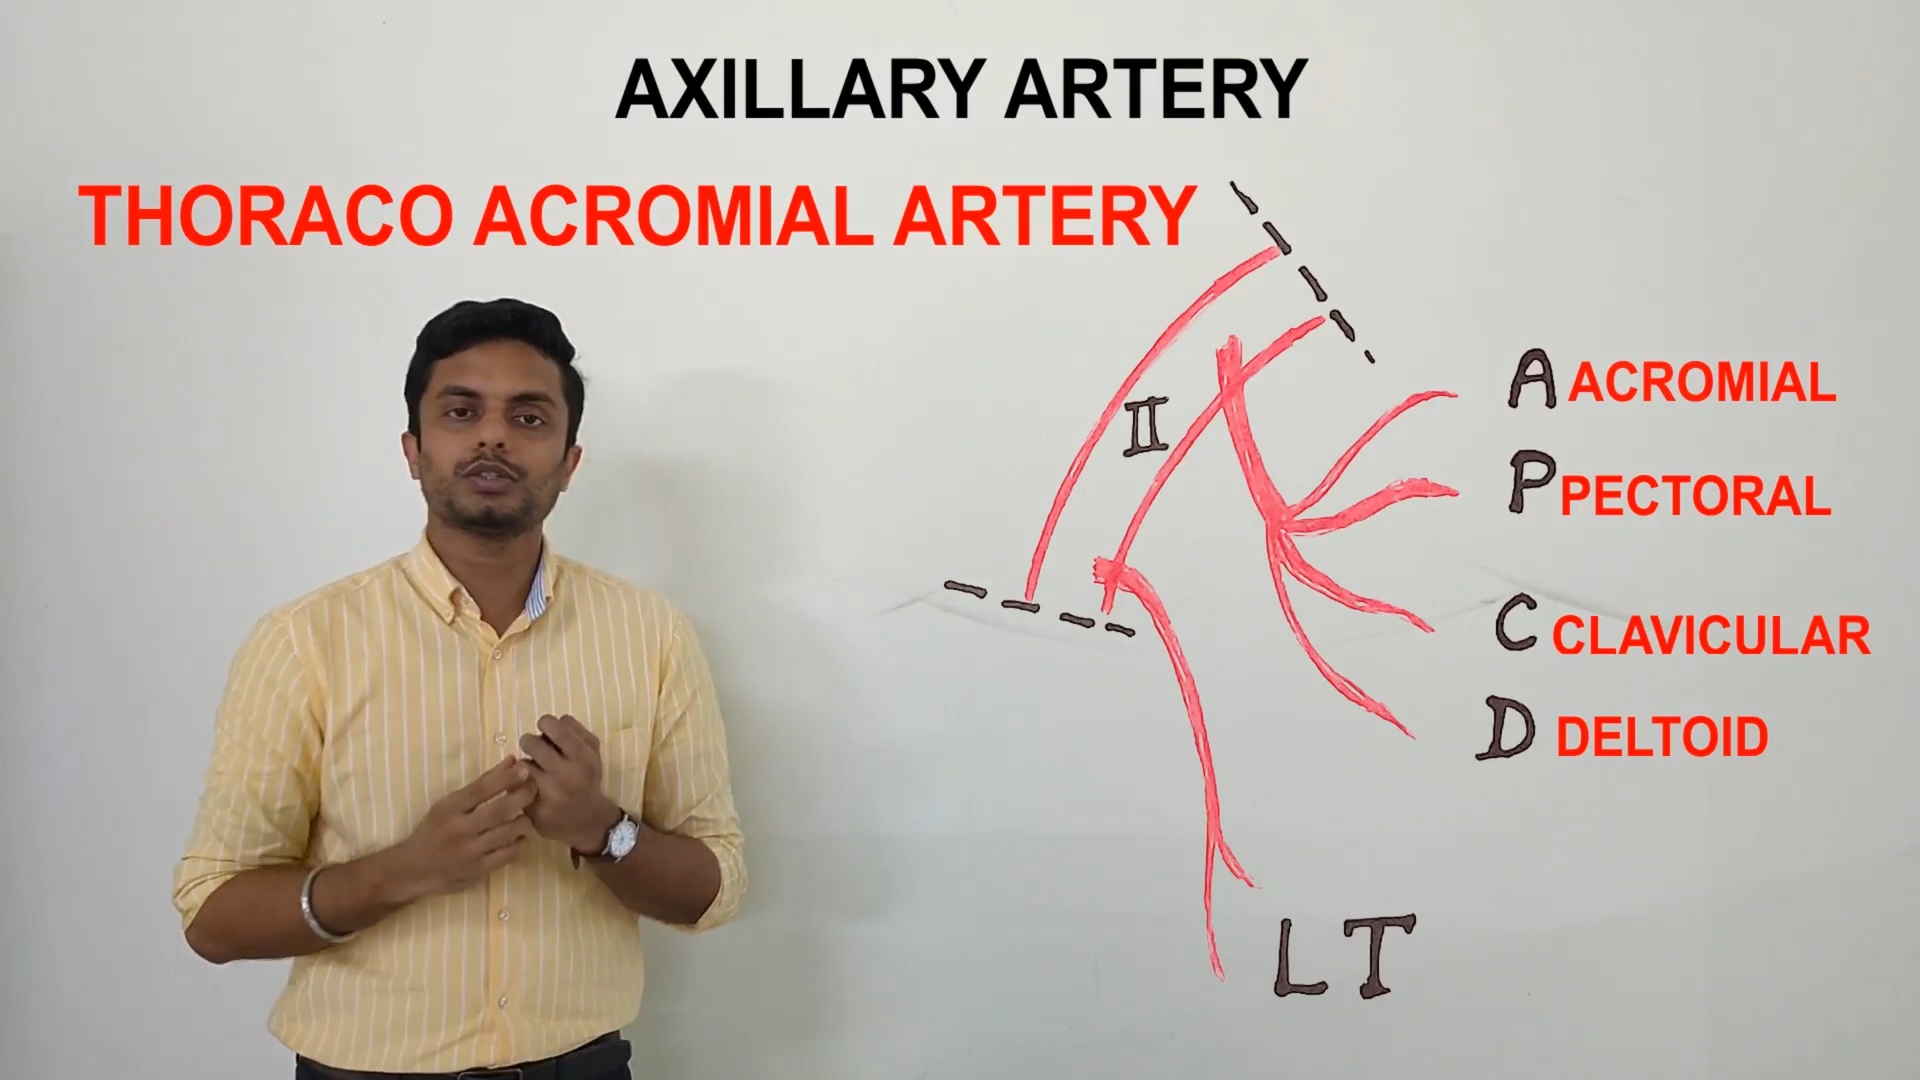 AXILLARY ARTERY
THORACO ACROMIAL ARTERY
II
A ACROMIAL
P PECTORAL
C CLAVICULAR
D DELTOID
LT